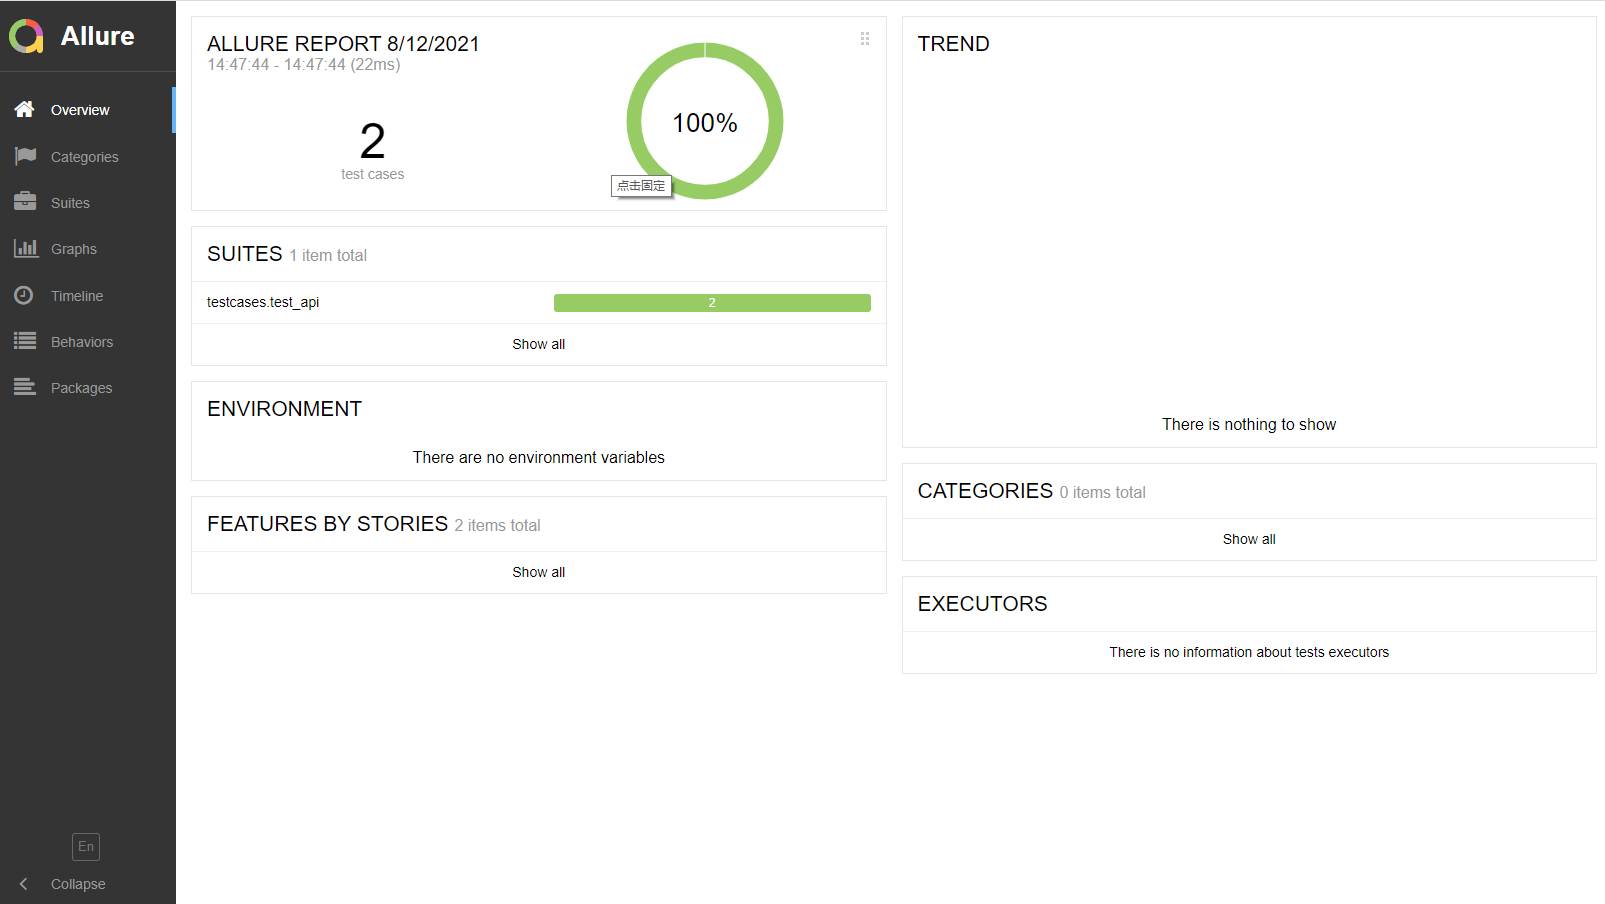 Allure
Overview
Categories
Suites
Graphs
Timeline
Behaviors
Packages
En
Collapse
ALLURE REPORT 8/12/2021
14:47:44 - 14:47:44 (22ms)
2
test cases
100%
点击固定
SUITES 1 item total
testcases.test_api 2
Show all
ENVIRONMENT
There are no environment variables
FEATURES BY STORIES 2 items total
Show all
TREND
There is nothing to show
CATEGORIES 0 items total
Show all
EXECUTORS
There is no information about tests executors